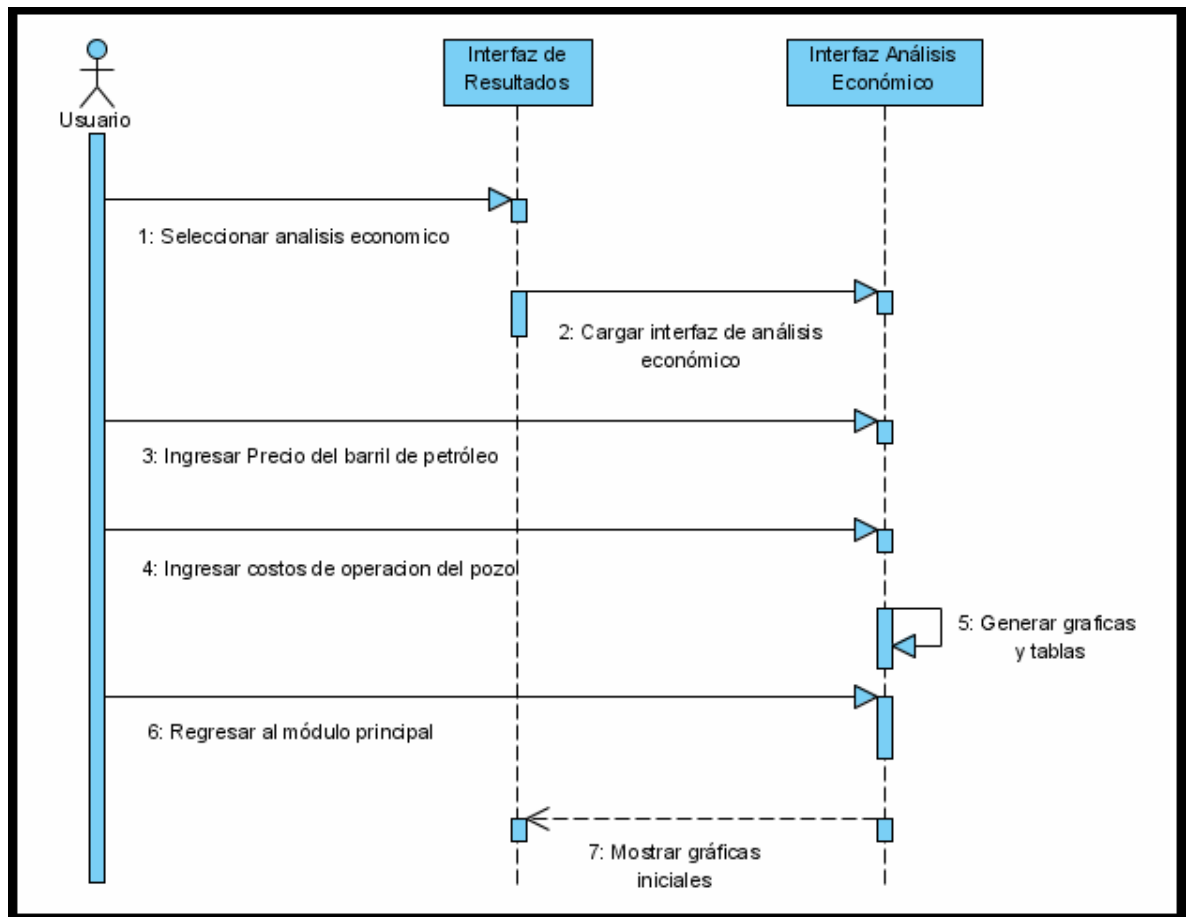 Interfaz de
Resultados
Interfaz Análisis
Económico
Usuario
1: Seleccionar analisis economico
2: Cargar interfaz de análisis
económico
3: Ingresar Precio del barril de petróleo
4: Ingresar costos de operacion del pozo
5: Generar graficas
y tablas
6: Regresar al módulo principal
7: Mostrar gráficas
iniciales